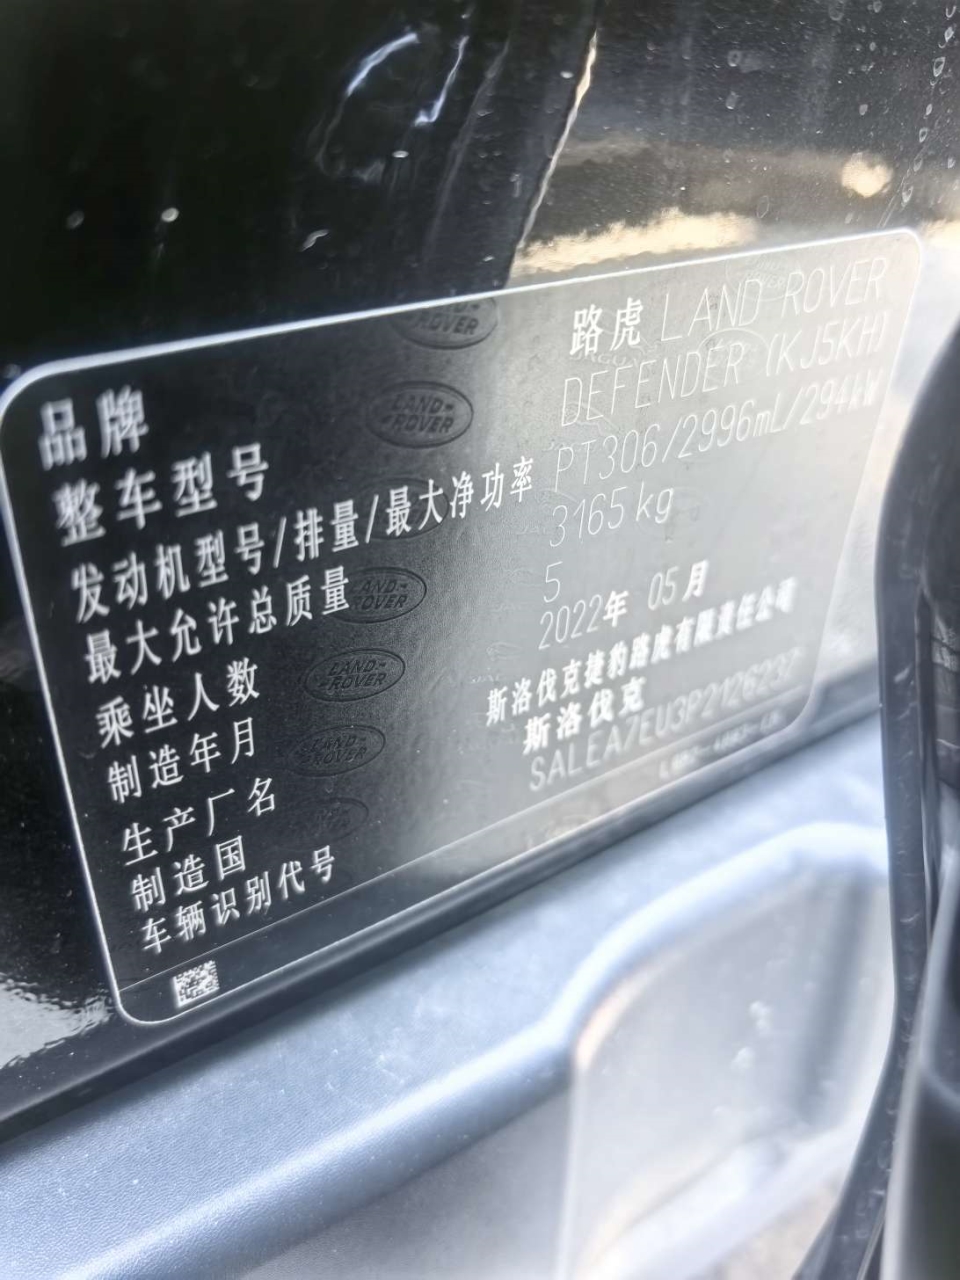 品牌 路虎 LAND ROVER
整车型号 DEFENDER (KJ5KH)
发动机型号/排量/最大净功率 PT306/2996mL/294kW
最大允许总质量 3165 kg
乘坐人数 5
制造年月 2022年 05月
生产厂名 斯洛伐克捷豹路虎有限责任公司
制造国 斯洛伐克
车辆识别代号
LAND-
ROVER
LAND-
ROVER